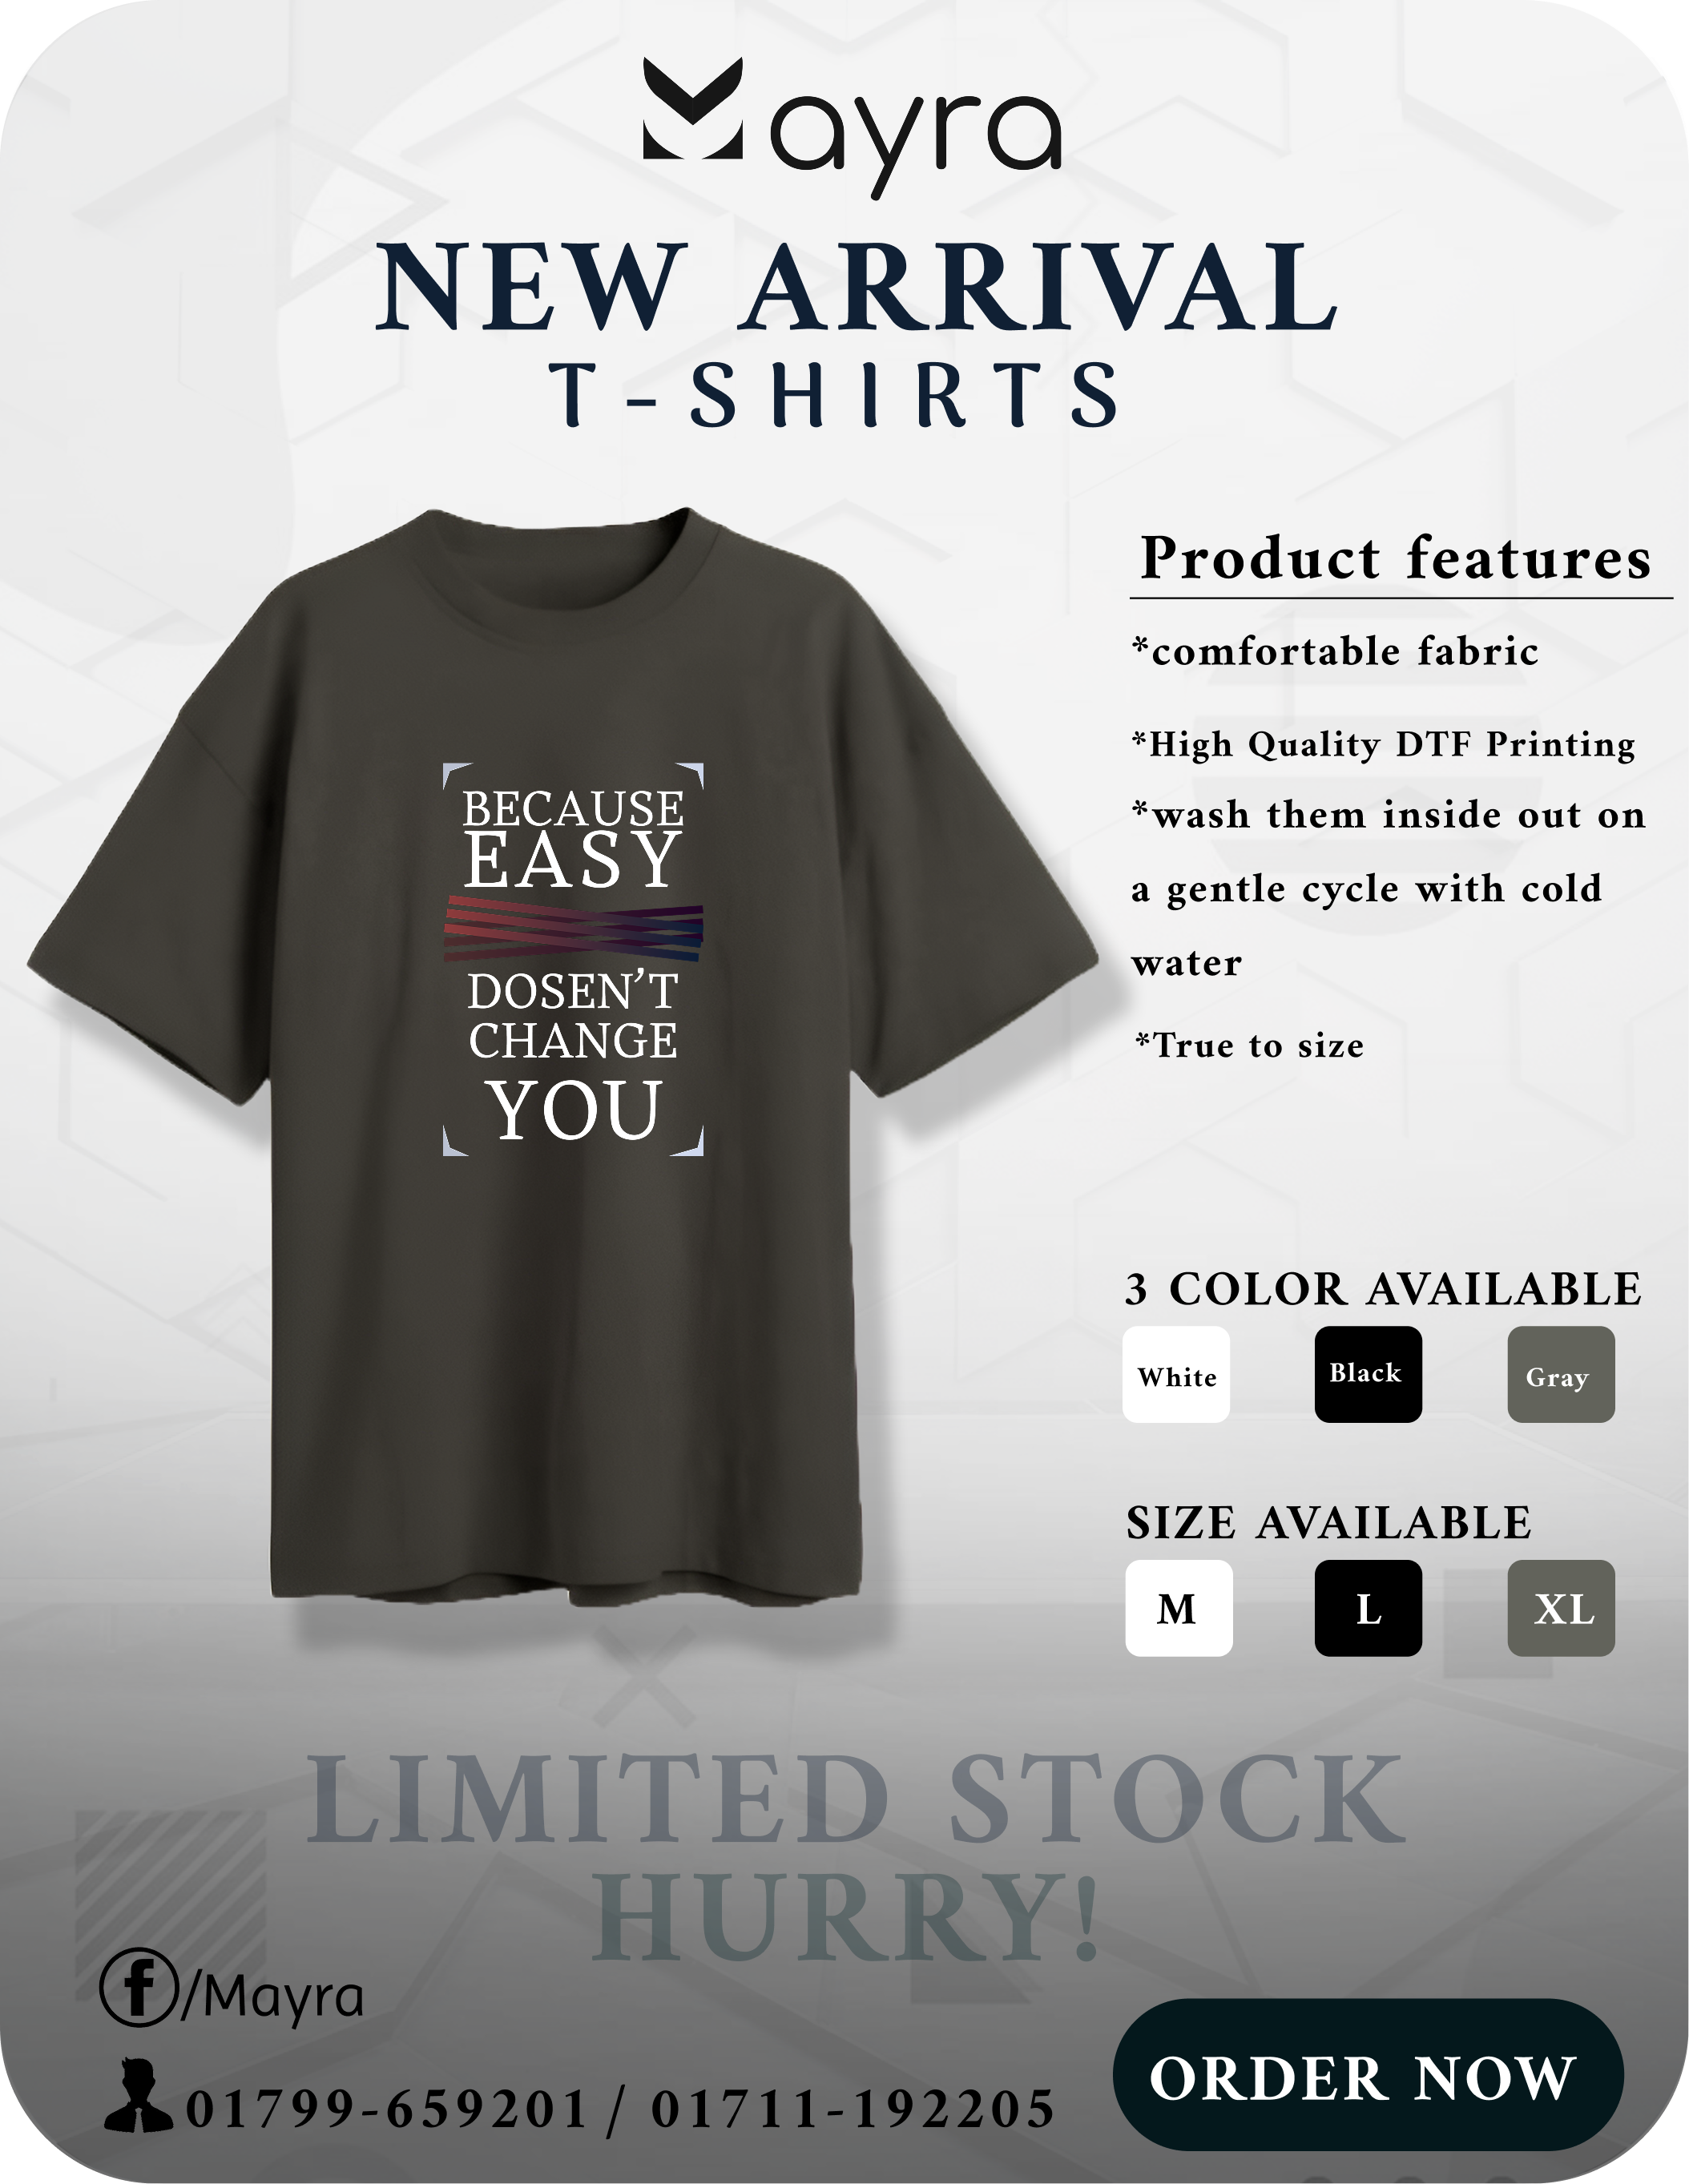 Mayra
NEW ARRIVAL
T-SHIRTS
BECAUSE
EASY
DOSEN’T
CHANGE
YOU
Product features
*comfortable fabric
*High Quality DTF Printing
*wash them inside out on
a gentle cycle with cold
water
*True to size
3 COLOR AVAILABLE
White Black Gray
SIZE AVAILABLE
M L XL
LIMITED STOCK
HURRY!
f/Mayra
01799-659201 / 01711-192205
ORDER NOW